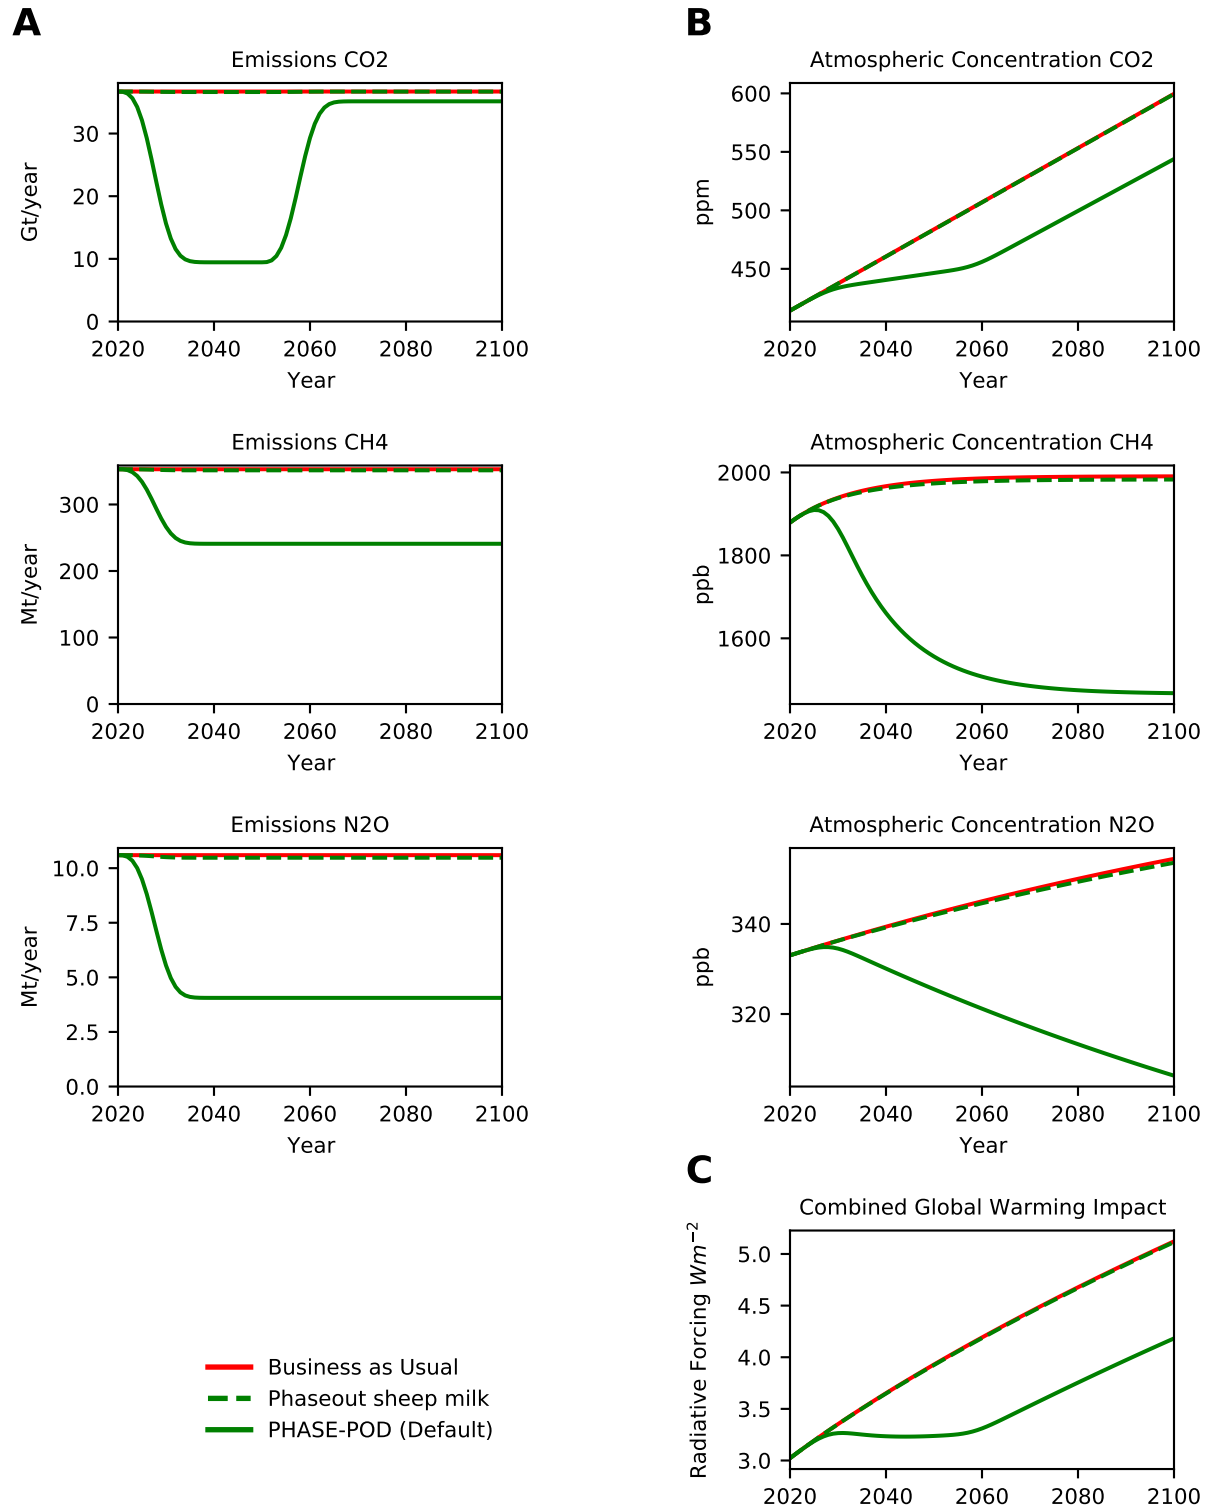 A
B
Emissions CO2
Gt/year
30
20
10
0
2020 2040 2060 2080 2100
Year
Atmospheric Concentration CO2
ppm
600
550
500
450
2020 2040 2060 2080 2100
Year
Emissions CH4
Mt/year
300
200
100
0
2020 2040 2060 2080 2100
Year
Atmospheric Concentration CH4
ppb
2000
1800
1600
2020 2040 2060 2080 2100
Year
Emissions N2O
Mt/year
10.0
7.5
5.0
2.5
0.0
2020 2040 2060 2080 2100
Year
Atmospheric Concentration N2O
ppb
340
320
2020 2040 2060 2080 2100
Year
C
Combined Global Warming Impact
Radiative Forcing Wm⁻²
5.0
4.5
4.0
3.5
3.0
2020 2040 2060 2080 2100
Business as Usual
Phaseout sheep milk
PHASE-POD (Default)